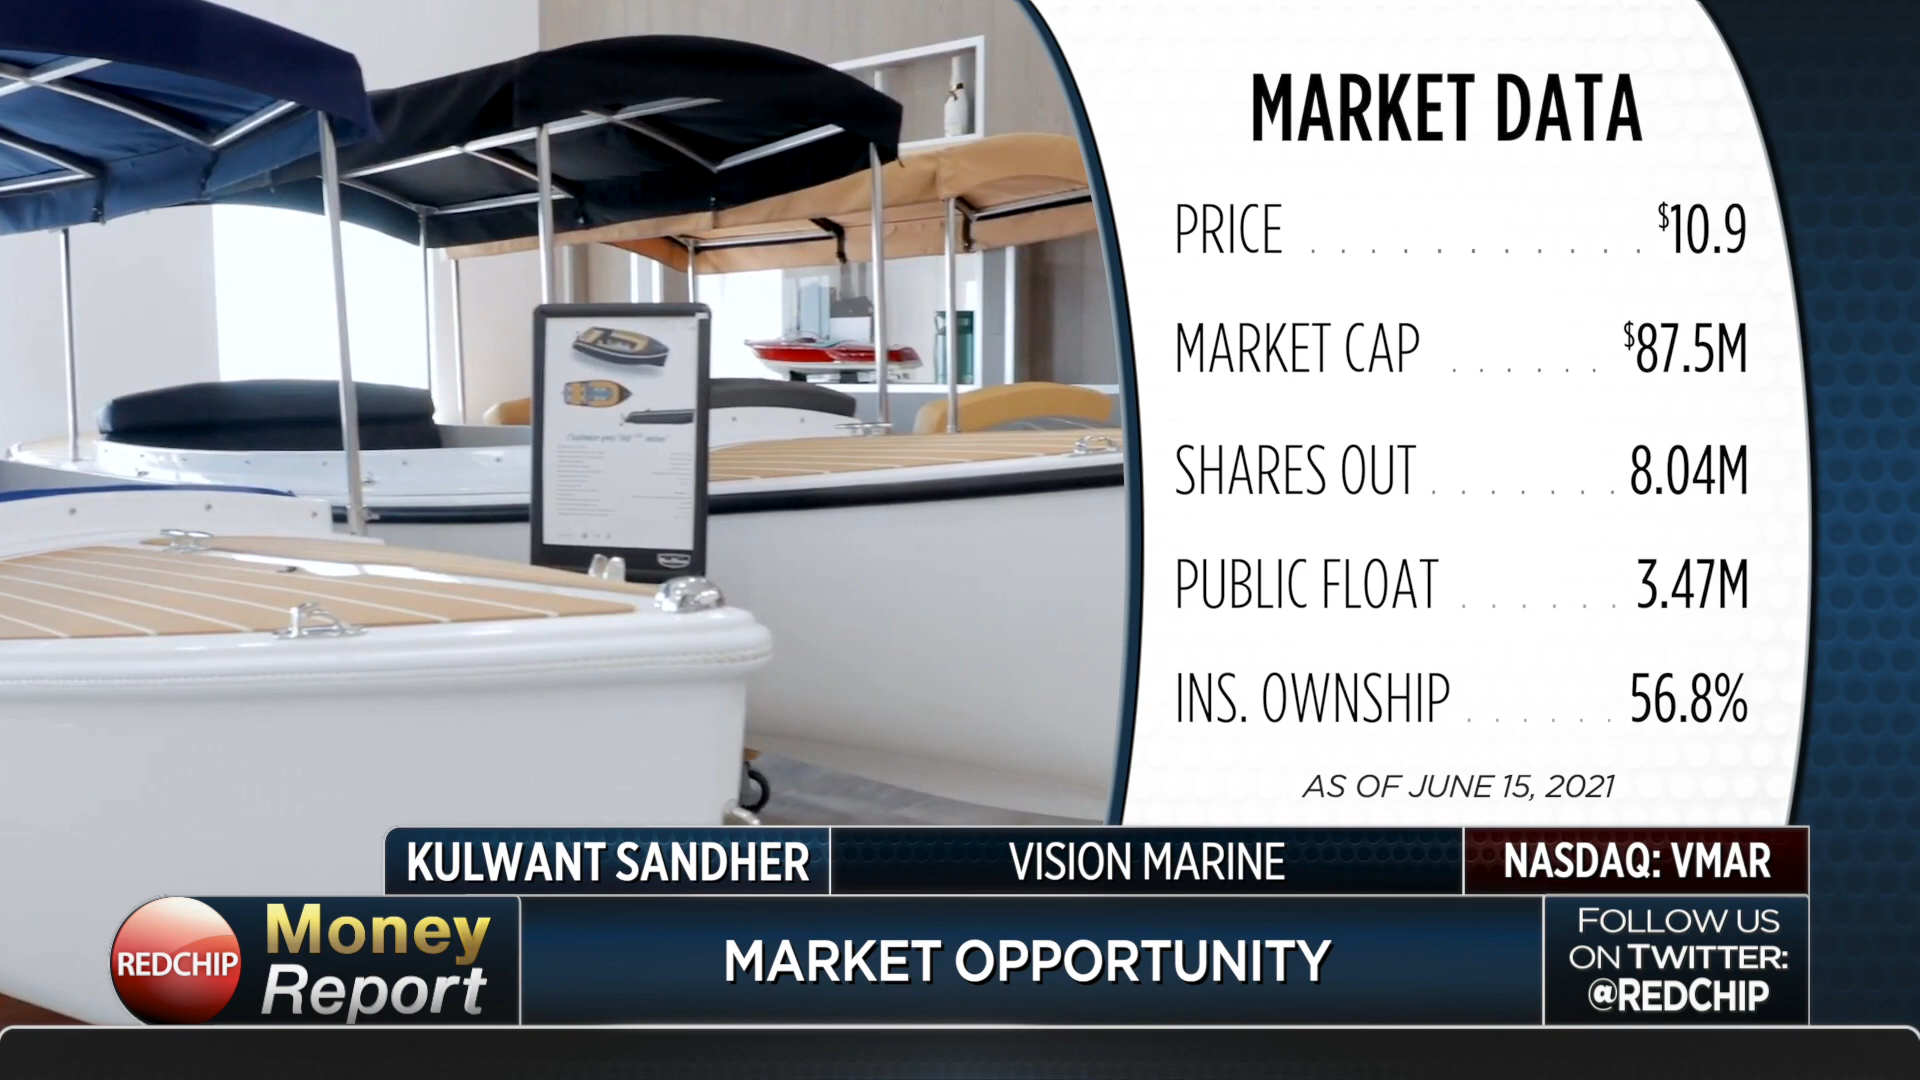 MARKET DATA
PRICE . . . . . . . . . . . . $10.9
MARKET CAP . . . . . . $87.5M
SHARES OUT . . . . . . . 8.04M
PUBLIC FLOAT . . . . . . 3.47M
INS. OWNSHIP . . . . . . 56.8%
AS OF JUNE 15, 2021
KULWANT SANDHER
VISION MARINE
NASDAQ: VMAR
REDCHIP
Money
Report
MARKET OPPORTUNITY
FOLLOW US
ON TWITTER:
@REDCHIP